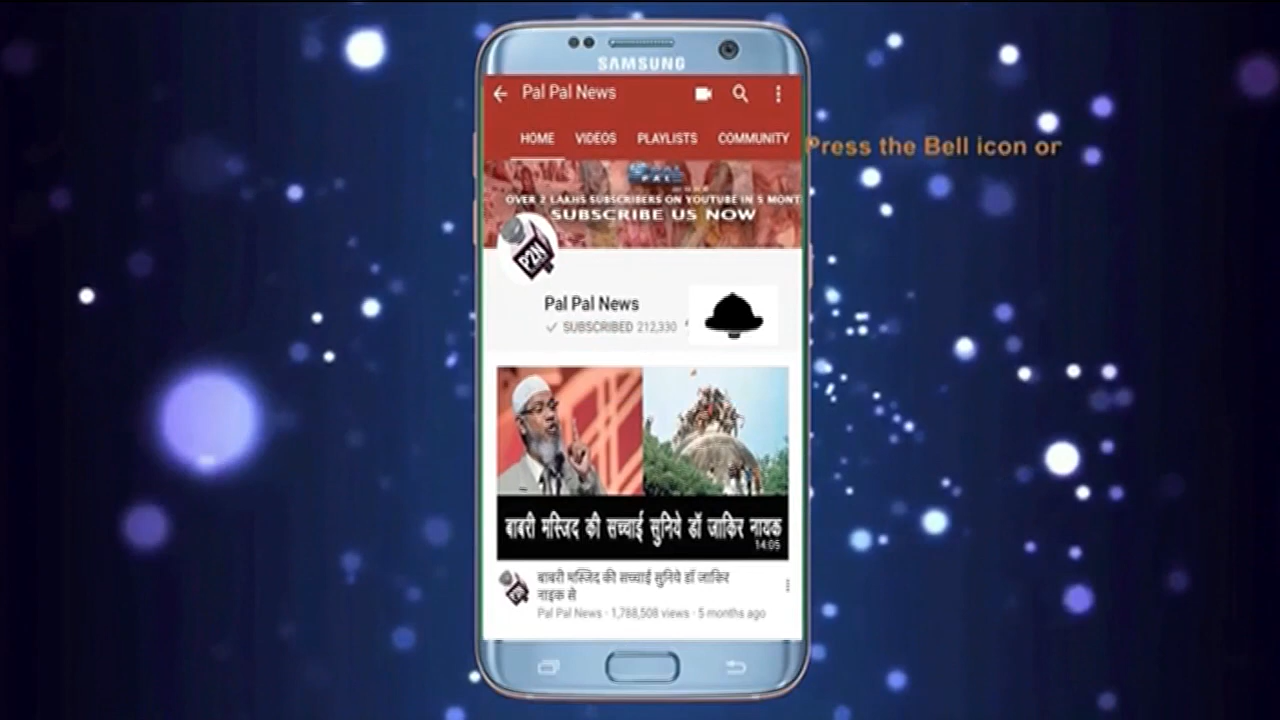 SAMSUNG
Pal Pal News
HOME VIDEOS PLAYLISTS COMMUNITY
Press the Bell icon or
PAL
OVER 2 LAKHS SUBSCRIBERS ON YOUTUBE IN 5 MONT
SUBSCRIBE US NOW
P2N
Pal Pal News
SUBSCRIBED 212,330
बाबरी मस्जिद की सच्चाई सुनिये डॉ जाकिर नायक
14:05
बाबरी मस्जिद की सच्चाई सुनिये डॉ जाकिर
नाइक से
Pal Pal News · 1,788,508 views · 5 months ago